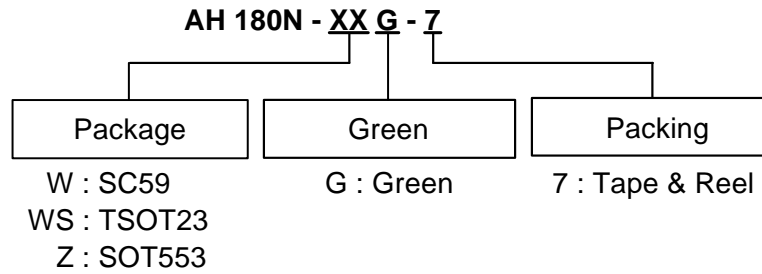 AH 180N - XX G - 7
Package
Green
Packing
W : SC59
G : Green
7 : Tape & Reel
WS : TSOT23
Z : SOT553